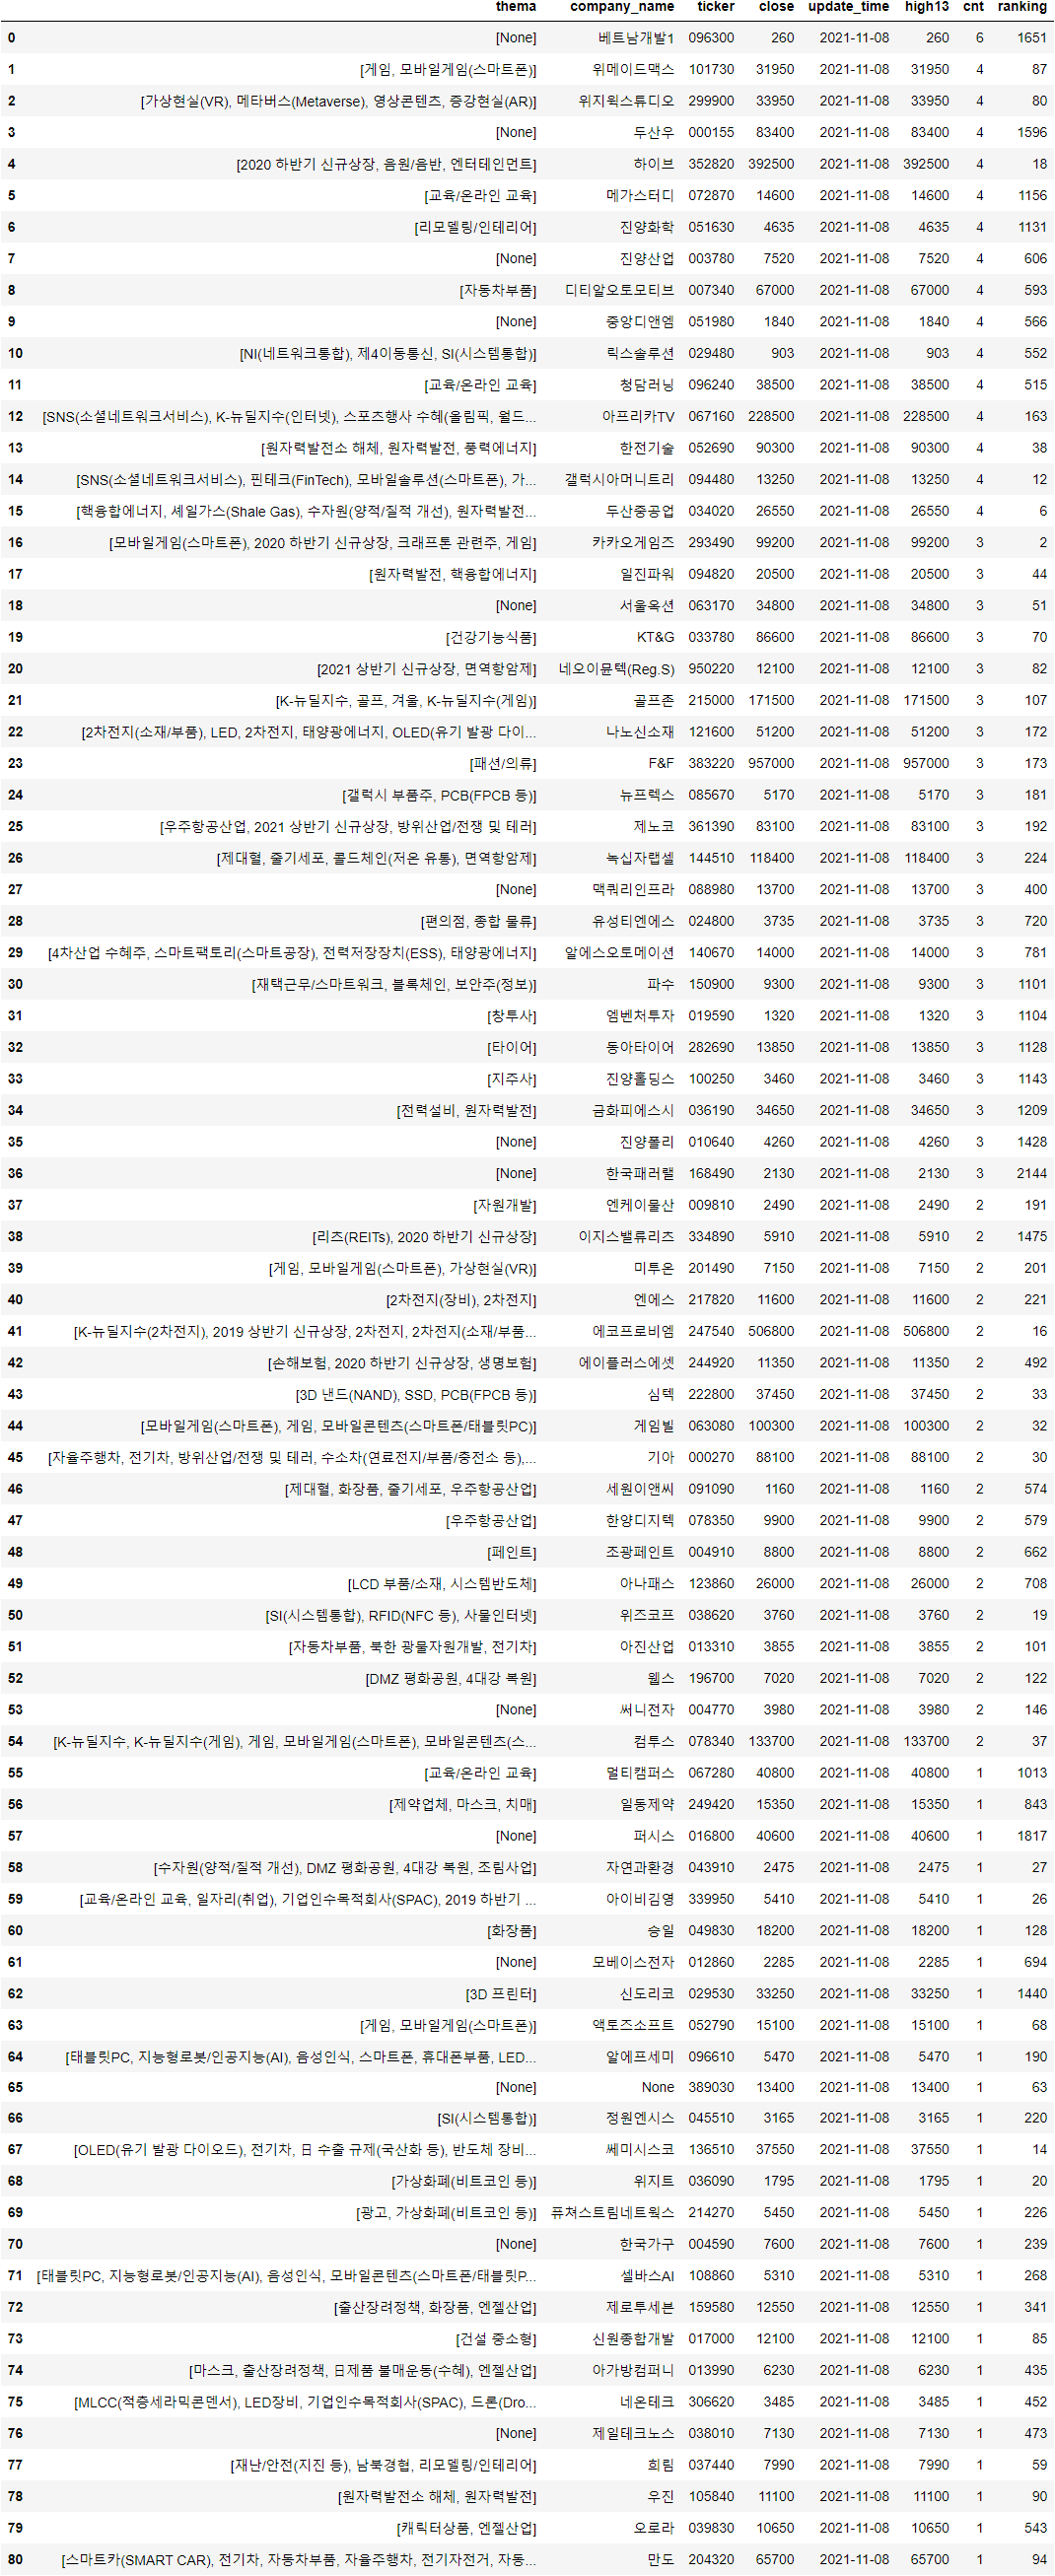 thema company_name ticker close update_time high13 cnt ranking
0 [None] 베트남개발1 096300 260 2021-11-08 260 6 1651
1 [게임, 모바일게임(스마트폰)] 위메이드맥스 101730 31950 2021-11-08 31950 4 87
2 [가상현실(VR), 메타버스(Metaverse), 영상콘텐츠, 증강현실(AR)] 위지윅스튜디오 299900 33950 2021-11-08 33950 4 80
3 [None] 두산우 000155 83400 2021-11-08 83400 4 1596
4 [2020 하반기 신규상장, 음원/음반, 엔터테인먼트] 하이브 352820 392500 2021-11-08 392500 4 18
5 [교육/온라인 교육] 메가스터디 072870 14600 2021-11-08 14600 4 1156
6 [리모델링/인테리어] 진양화학 051630 4635 2021-11-08 4635 4 1131
7 [None] 진양산업 003780 7520 2021-11-08 7520 4 606
8 [자동차부품] 디티알오토모티브 007340 67000 2021-11-08 67000 4 593
9 [None] 중앙디앤엠 051980 1840 2021-11-08 1840 4 566
10 [NI(네트워크통합), 제4이동통신, SI(시스템통합)] 릭스솔루션 029480 903 2021-11-08 903 4 552
11 [교육/온라인 교육] 청담러닝 096240 38500 2021-11-08 38500 4 515
12 [SNS(소셜네트워크서비스), K-뉴딜지수(인터넷), 스포츠행사 수혜(올림픽, 월드... 아프리카TV 067160 228500 2021-11-08 228500 4 163
13 [원자력발전소 해체, 원자력발전, 풍력에너지] 한전기술 052690 90300 2021-11-08 90300 4 38
14 [SNS(소셜네트워크서비스), 핀테크(FinTech), 모바일솔루션(스마트폰), 가... 갤럭시아머니트리 094480 13250 2021-11-08 13250 4 12
15 [핵융합에너지, 셰일가스(Shale Gas), 수자원(양적/질적 개선), 원자력발전... 두산중공업 034020 26550 2021-11-08 26550 4 6
16 [모바일게임(스마트폰), 2020 하반기 신규상장, 크래프톤 관련주, 게임] 카카오게임즈 293490 99200 2021-11-08 99200 3 2
17 [원자력발전, 핵융합에너지] 일진파워 094820 20500 2021-11-08 20500 3 44
18 [None] 서울옥션 063170 34800 2021-11-08 34800 3 51
19 [건강기능식품] KT&G 033780 86600 2021-11-08 86600 3 70
20 [2021 상반기 신규상장, 면역항암제] 네오이뮨텍(Reg.S) 950220 12100 2021-11-08 12100 3 82
21 [K-뉴딜지수, 골프, 겨울, K-뉴딜지수(게임)] 골프존 215000 171500 2021-11-08 171500 3 107
22 [2차전지(소재/부품), LED, 2차전지, 태양광에너지, OLED(유기 발광 다이... 나노신소재 121600 51200 2021-11-08 51200 3 172
23 [패션/의류] F&F 383220 957000 2021-11-08 957000 3 173
24 [갤럭시 부품주, PCB(FPCB 등)] 뉴프렉스 085670 5170 2021-11-08 5170 3 181
25 [우주항공산업, 2021 상반기 신규상장, 방위산업/전쟁 및 테러] 제노코 361390 83100 2021-11-08 83100 3 192
26 [제대혈, 줄기세포, 콜드체인(저온 유통), 면역항암제] 녹십자랩셀 144510 118400 2021-11-08 118400 3 224
27 [None] 맥쿼리인프라 088980 13700 2021-11-08 13700 3 400
28 [편의점, 종합 물류] 유성티엔에스 024800 3735 2021-11-08 3735 3 720
29 [4차산업 수혜주, 스마트팩토리(스마트공장), 전력저장장치(ESS), 태양광에너지] 알에스오토메이션 140670 14000 2021-11-08 14000 3 781
30 [재택근무/스마트워크, 블록체인, 보안주(정보)] 파수 150900 9300 2021-11-08 9300 3 1101
31 [창투사] 엠벤처투자 019590 1320 2021-11-08 1320 3 1104
32 [타이어] 동아타이어 282690 13850 2021-11-08 13850 3 1128
33 [지주사] 진양홀딩스 100250 3460 2021-11-08 3460 3 1143
34 [전력설비, 원자력발전] 금화피에스시 036190 34650 2021-11-08 34650 3 1209
35 [None] 진양폴리 010640 4260 2021-11-08 4260 3 1428
36 [None] 한국패러랠 168490 2130 2021-11-08 2130 3 2144
37 [자원개발] 엔케이물산 009810 2490 2021-11-08 2490 2 191
38 [리츠(REITs), 2020 하반기 신규상장] 이지스밸류리츠 334890 5910 2021-11-08 5910 2 1475
39 [게임, 모바일게임(스마트폰), 가상현실(VR)] 미투온 201490 7150 2021-11-08 7150 2 201
40 [2차전지(장비), 2차전지] 엔에스 217820 11600 2021-11-08 11600 2 221
41 [K-뉴딜지수(2차전지), 2019 상반기 신규상장, 2차전지, 2차전지(소재/부품... 에코프로비엠 247540 506800 2021-11-08 506800 2 16
42 [손해보험, 2020 하반기 신규상장, 생명보험] 에이플러스에셋 244920 11350 2021-11-08 11350 2 492
43 [3D 낸드(NAND), SSD, PCB(FPCB 등)] 심텍 222800 37450 2021-11-08 37450 2 33
44 [모바일게임(스마트폰), 게임, 모바일콘텐츠(스마트폰/태블릿PC)] 게임빌 063080 100300 2021-11-08 100300 2 32
45 [자율주행차, 전기차, 방위산업/전쟁 및 테러, 수소차(연료전지/부품/충전소 등),... 기아 000270 88100 2021-11-08 88100 2 30
46 [제대혈, 화장품, 줄기세포, 우주항공산업] 세원이앤씨 091090 1160 2021-11-08 1160 2 574
47 [우주항공산업] 한양디지텍 078350 9900 2021-11-08 9900 2 579
48 [페인트] 조광페인트 004910 8800 2021-11-08 8800 2 662
49 [LCD 부품/소재, 시스템반도체] 아나패스 123860 26000 2021-11-08 26000 2 708
50 [SI(시스템통합), RFID(NFC 등), 사물인터넷] 위즈코프 038620 3760 2021-11-08 3760 2 19
51 [자동차부품, 북한 광물자원개발, 전기차] 아진산업 013310 3855 2021-11-08 3855 2 101
52 [DMZ 평화공원, 4대강 복원] 웰스 196700 7020 2021-11-08 7020 2 122
53 [None] 써니전자 004770 3980 2021-11-08 3980 2 146
54 [K-뉴딜지수, K-뉴딜지수(게임), 게임, 모바일게임(스마트폰), 모바일콘텐츠(스... 컴투스 078340 133700 2021-11-08 133700 2 37
55 [교육/온라인 교육] 멀티캠퍼스 067280 40800 2021-11-08 40800 1 1013
56 [제약업체, 마스크, 치매] 일동제약 249420 15350 2021-11-08 15350 1 843
57 [None] 퍼시스 016800 40600 2021-11-08 40600 1 1817
58 [수자원(양적/질적 개선), DMZ 평화공원, 4대강 복원, 조림사업] 자연과환경 043910 2475 2021-11-08 2475 1 27
59 [교육/온라인 교육, 일자리(취업), 기업인수목적회사(SPAC), 2019 하반기 ... 아이비김영 339950 5410 2021-11-08 5410 1 26
60 [화장품] 승일 049830 18200 2021-11-08 18200 1 128
61 [None] 모베이스전자 012860 2285 2021-11-08 2285 1 694
62 [3D 프린터] 신도리코 029530 33250 2021-11-08 33250 1 1440
63 [게임, 모바일게임(스마트폰)] 액토즈소프트 052790 15100 2021-11-08 15100 1 68
64 [태블릿PC, 지능형로봇/인공지능(AI), 음성인식, 스마트폰, 휴대폰부품, LED... 알에프세미 096610 5470 2021-11-08 5470 1 190
65 [None] None 389030 13400 2021-11-08 13400 1 63
66 [SI(시스템통합)] 정원엔시스 045510 3165 2021-11-08 3165 1 220
67 [OLED(유기 발광 다이오드), 전기차, 日 수출 규제(국산화 등), 반도체 장비... 쎄미시스코 136510 37550 2021-11-08 37550 1 14
68 [가상화폐(비트코인 등)] 위지트 036090 1795 2021-11-08 1795 1 20
69 [광고, 가상화폐(비트코인 등)] 퓨쳐스트림네트웍스 214270 5450 2021-11-08 5450 1 226
70 [None] 한국가구 004590 7600 2021-11-08 7600 1 239
71 [태블릿PC, 지능형로봇/인공지능(AI), 음성인식, 모바일콘텐츠(스마트폰/태블릿P... 셀바스AI 108860 5310 2021-11-08 5310 1 268
72 [출산장려정책, 화장품, 엔젤산업] 제로투세븐 159580 12550 2021-11-08 12550 1 341
73 [건설 중소형] 신원종합개발 017000 12100 2021-11-08 12100 1 85
74 [마스크, 출산장려정책, 日제품 불매운동(수혜), 엔젤산업] 아가방컴퍼니 013990 6230 2021-11-08 6230 1 435
75 [MLCC(적층세라믹콘덴서), LED장비, 기업인수목적회사(SPAC), 드론(Dro... 네온테크 306620 3485 2021-11-08 3485 1 452
76 [None] 제일테크노스 038010 7130 2021-11-08 7130 1 473
77 [재난/안전(지진 등), 남북경협, 리모델링/인테리어] 희림 037440 7990 2021-11-08 7990 1 59
78 [원자력발전소 해체, 원자력발전] 우진 105840 11100 2021-11-08 11100 1 90
79 [캐릭터상품, 엔젤산업] 오로라 039830 10650 2021-11-08 10650 1 543
80 [스마트카(SMART CAR), 전기차, 자동차부품, 자율주행차, 전기자전거, 자동... 만도 204320 65700 2021-11-08 65700 1 94